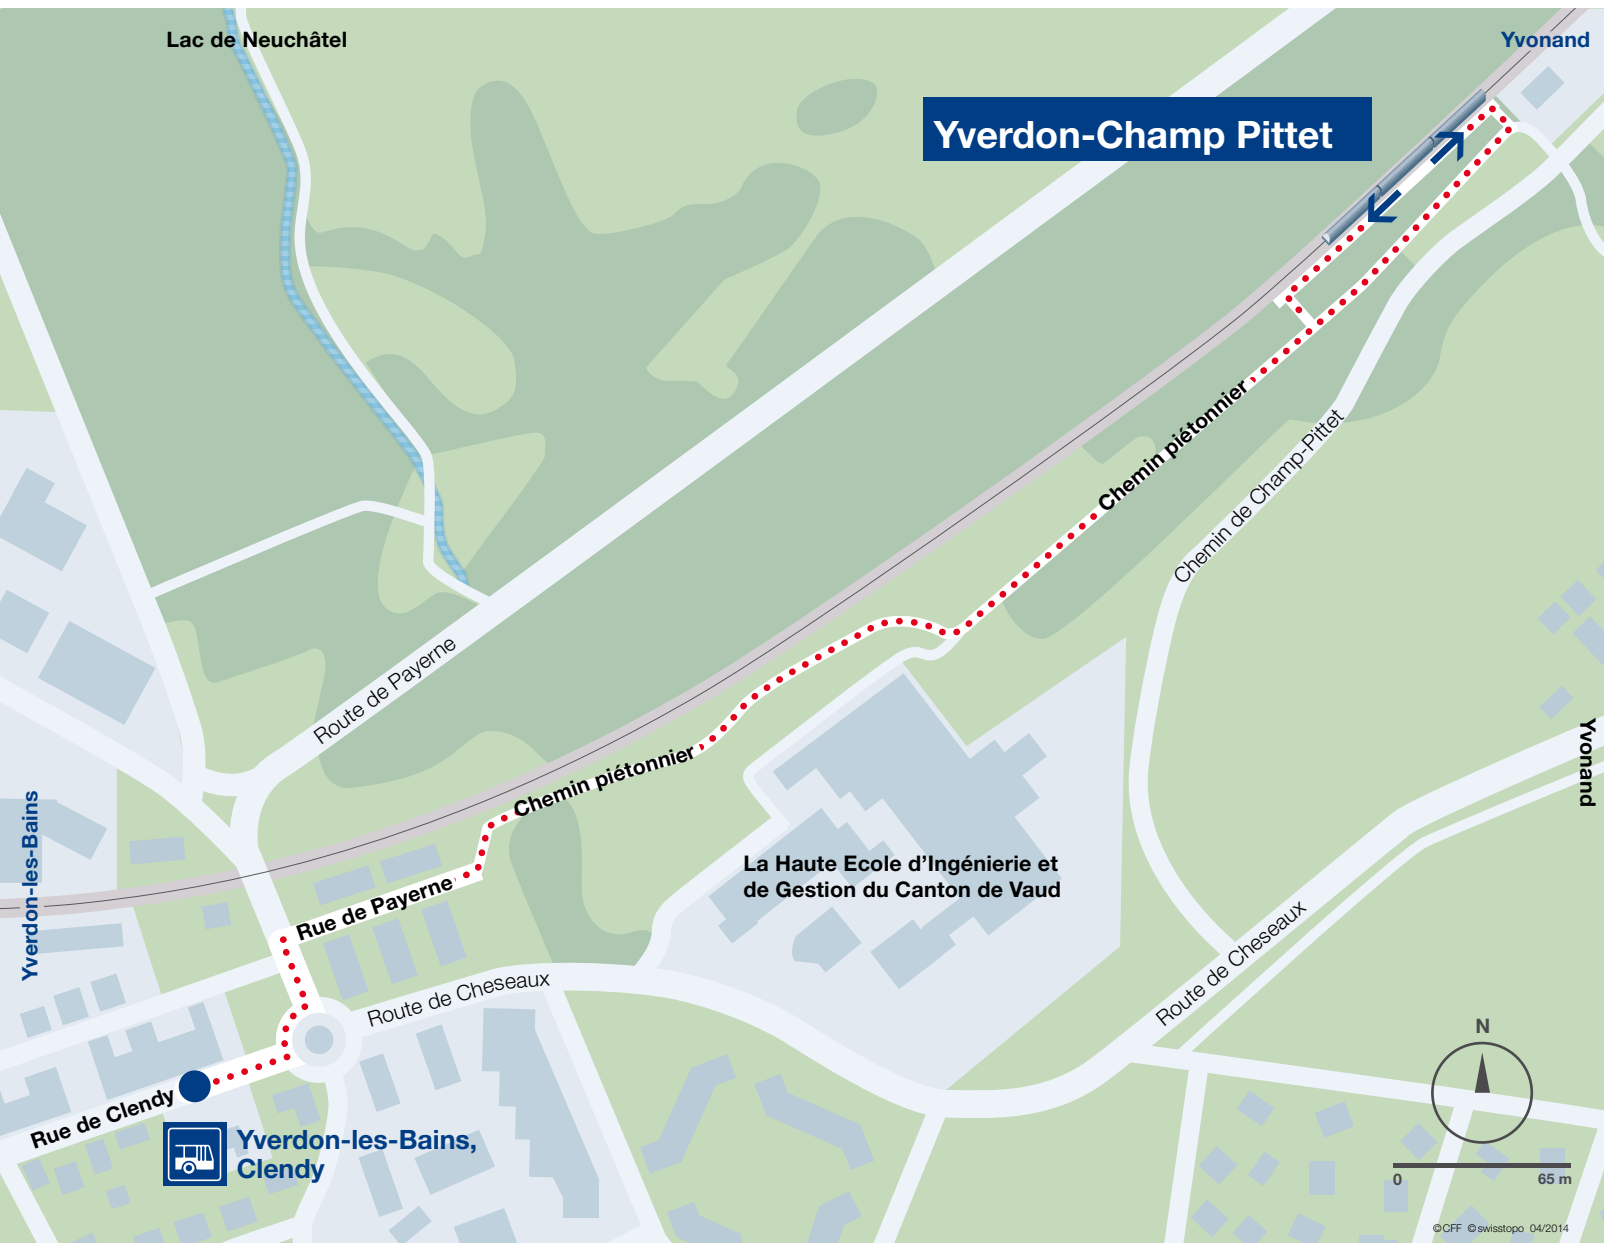 Lac de Neuchâtel
Yvonand
Yverdon-Champ Pittet
Chemin piétonnier
Chemin de Champ-Pittet
Route de Payerne
Chemin piétonnier
Yvonand
Yverdon-les-Bains
La Haute Ecole d'Ingénierie et
de Gestion du Canton de Vaud
Rue de Payerne
Route de Cheseaux
Route de Cheseaux
N
Rue de Clendy
Yverdon-les-Bains,
Clendy
0 65 m
©CFF ©swisstopo 04/2014